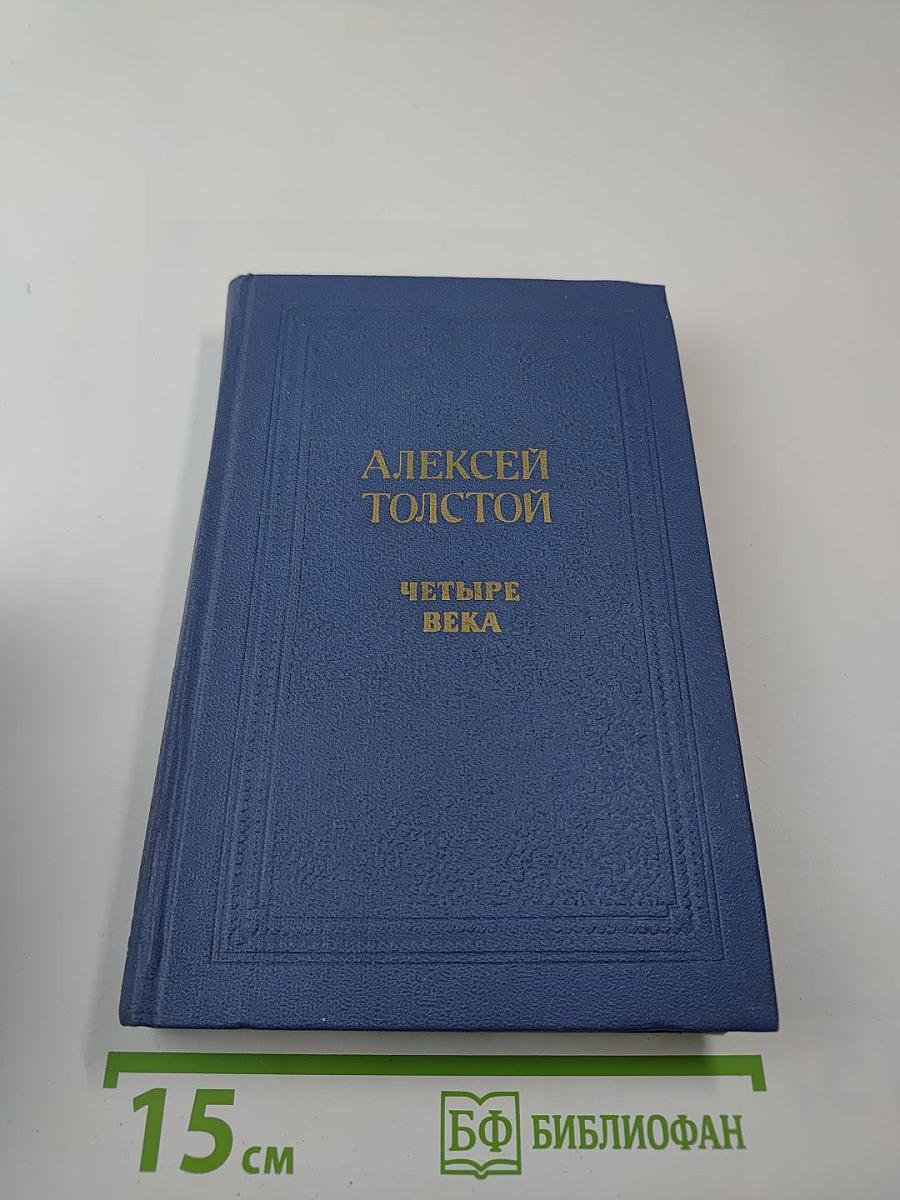 АЛЕКСЕЙ
ТОЛСТОЙ
ЧЕТЫРЕ
ВЕКА
15 см
БФ БИБЛИОФАН